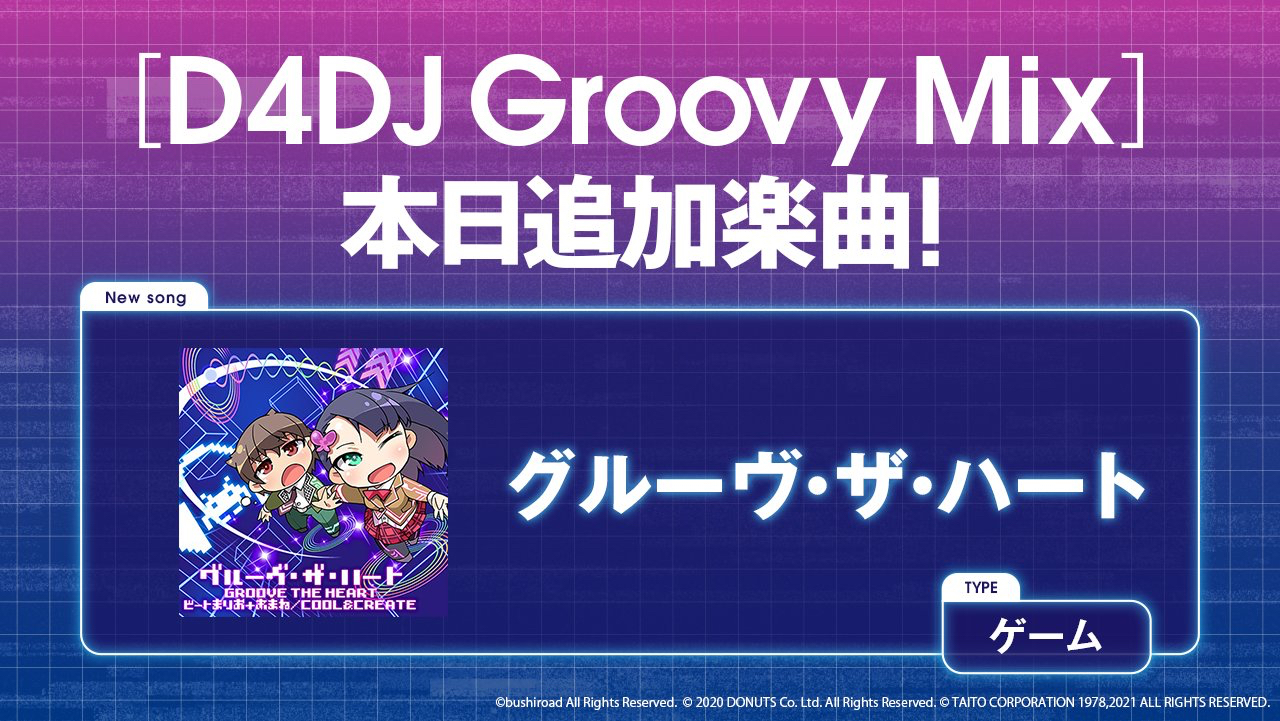 [D4DJ Groovy Mix]
本日追加楽曲!
New song
グルーヴ・ザ・ハート
GROOVE THE HEART
ビートまりお+あまね/COOL&CREATE
グルーヴ・ザ・ハート
TYPE
ゲーム
©bushiroad All Rights Reserved. © 2020 DONUTS Co. Ltd. All Rights Reserved. © TAITO CORPORATION 1978,2021 ALL RIGHTS RESERVED.